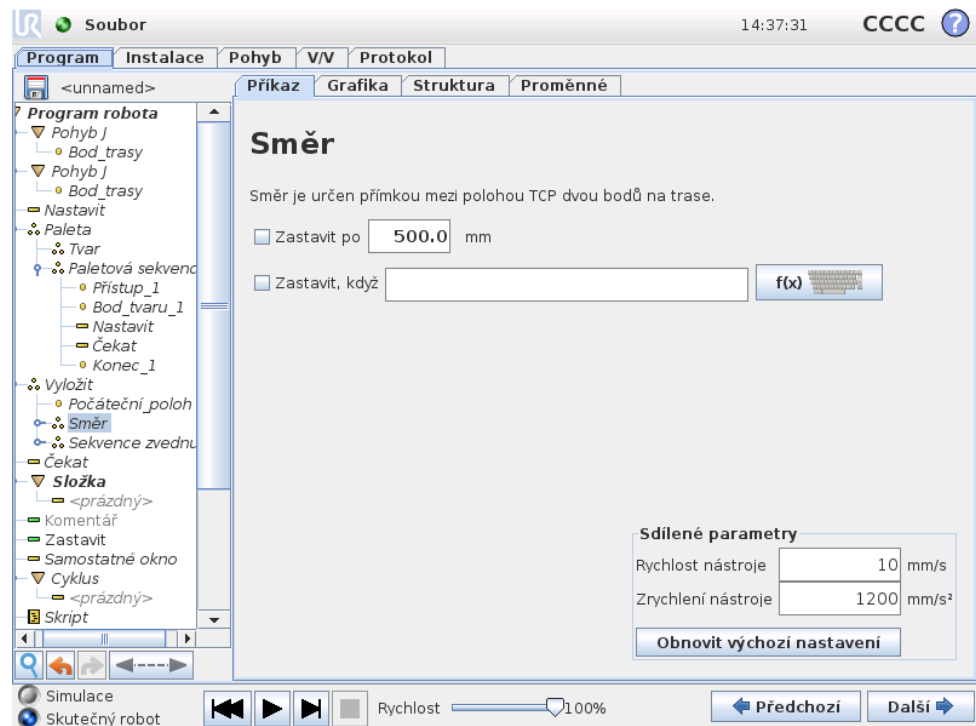 UR Soubor 14:37:31 CCCC ?
Program Instalace Pohyb V/V Protokol
<unnamed>
Příkaz Grafika Struktura Proměnné
Program robota
Pohyb J
Bod_trasy
Pohyb J
Bod_trasy
Nastavit
Paleta
Tvar
Paletová sekvenc
Přístup_1
Bod_tvaru_1
Nastavit
Čekat
Konec_1
Vyložit
Počáteční_poloh
Směr
Sekvence zvednu
Čekat
Složka
<prázdný>
Komentář
Zastavit
Samostatné okno
Cyklus
<prázdný>
Skript
Směr
Směr je určen přímkou mezi polohou TCP dvou bodů na trase.
Zastavit po 500.0 mm
Zastavit, když f(x)
Sdílené parametry
Rychlost nástroje 10 mm/s
Zrychlení nástroje 1200 mm/s²
Obnovit výchozí nastavení
Simulace
Skutečný robot
Rychlost 100%
Předchozí Další